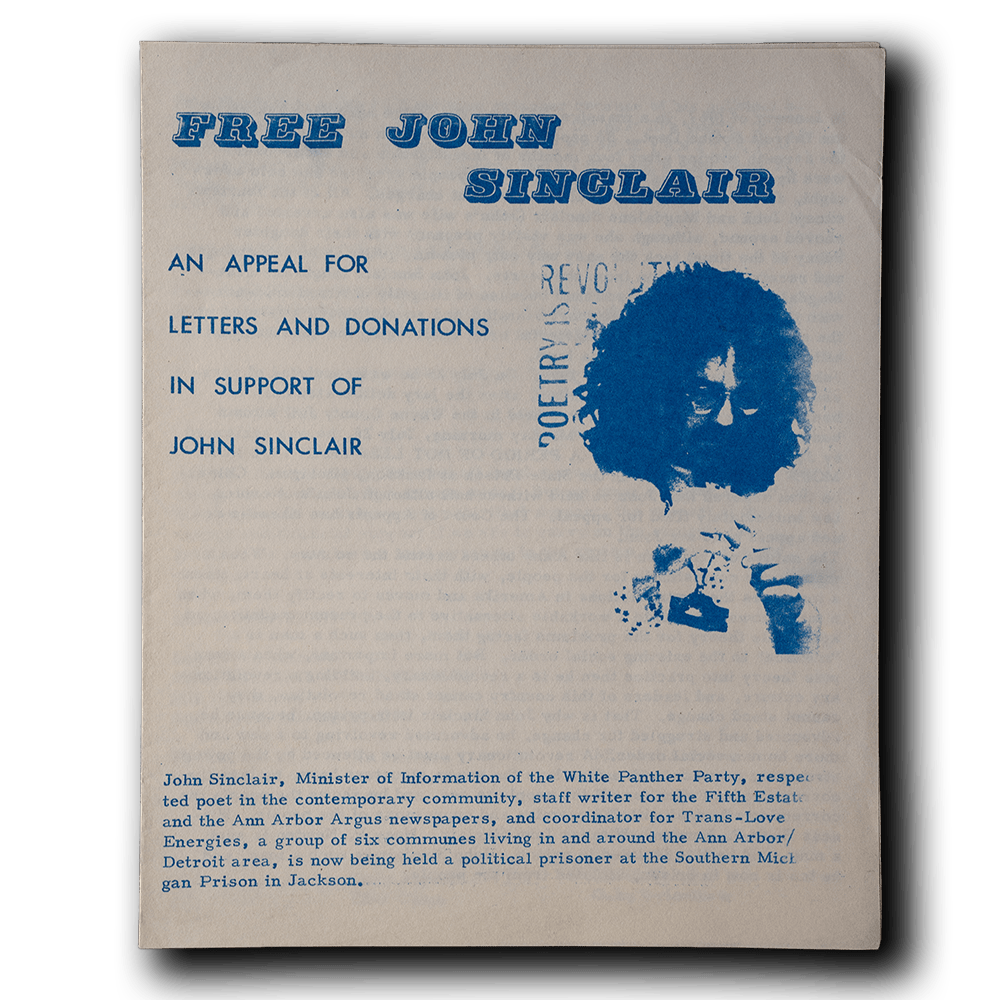 FREE JOHN
SINCLAIR
AN APPEAL FOR
LETTERS AND DONATIONS
IN SUPPORT OF
JOHN SINCLAIR
POETRY IS
John Sinclair, Minister of Information of the White Panther Party, respec
ted poet in the contemporary community, staff writer for the Fifth Estate
and the Ann Arbor Argus newspapers, and coordinator for Trans-Love
Energies, a group of six communes living in and around the Ann Arbor/
Detroit area, is now being held a political prisoner at the Southern Michi
gan Prison in Jackson.